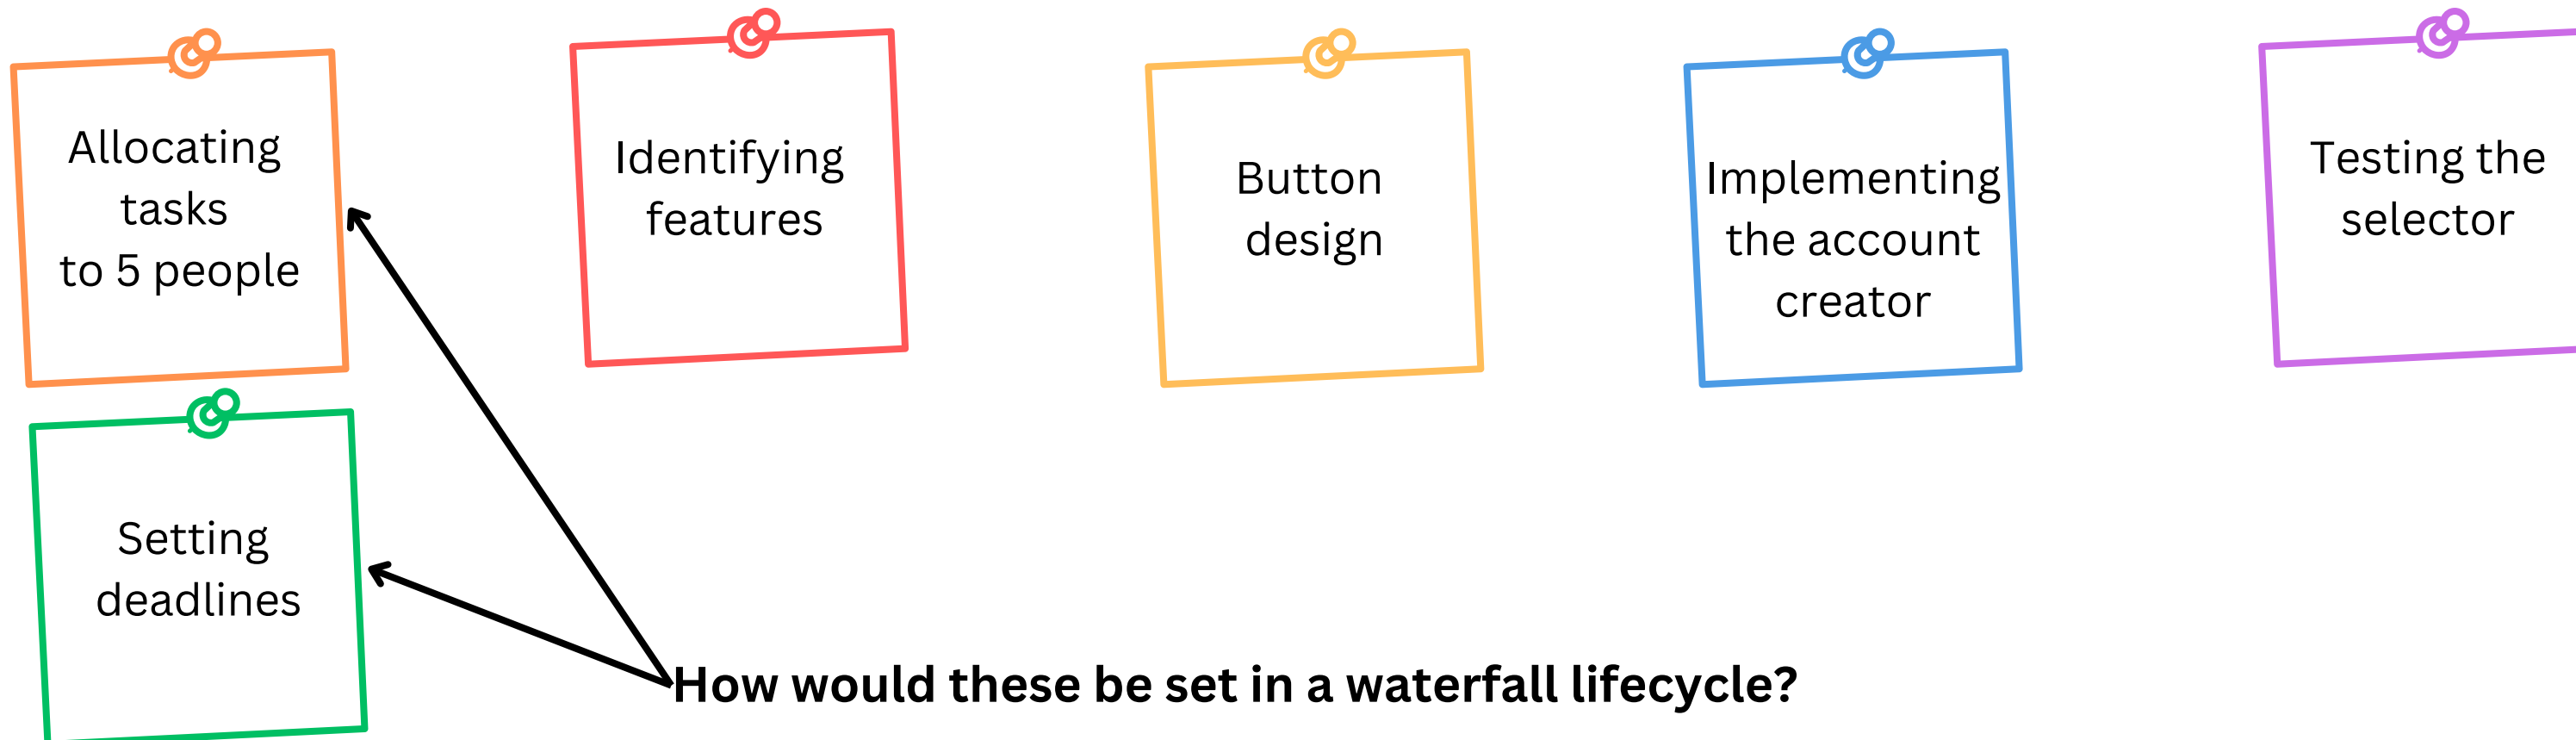 Allocating
tasks
to 5 people
Identifying
features
Button
design
Implementing
the account
creator
Testing the
selector
Setting
deadlines
How would these be set in a waterfall lifecycle?